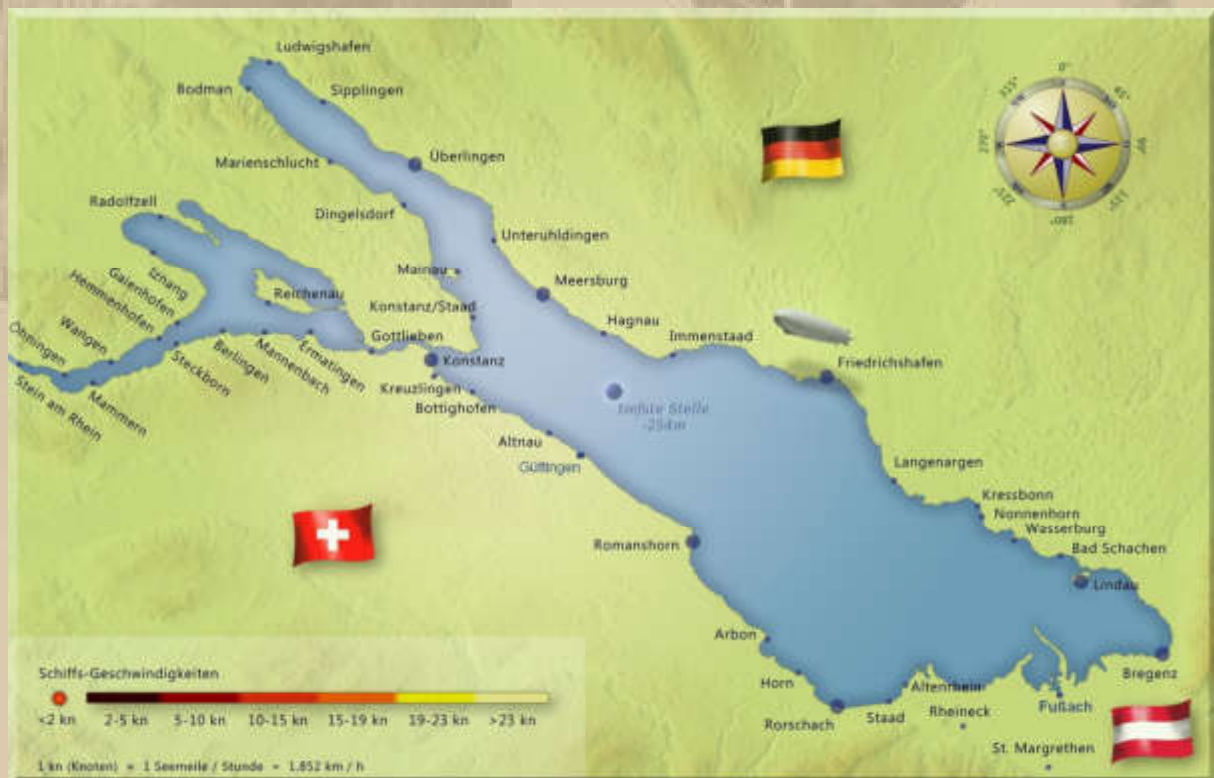 Ludwigshafen
Bodman
Sipplingen
Marienschlucht
Überlingen
Radolfzell
Dingelsdorf
Unteruhldingen
Iznang
Gaienhofen
Hemmenhofen
Mainau
Meersburg
Reichenau
Konstanz/Staad
Hagnau
Immenstaad
Wangen
Gottlieben
Konstanz
Friedrichshafen
Stein am Rhein
Mammern
Steckborn
Berlingen
Mannenbach
Ermatingen
Kreuzlingen
Bottighofen
Tiefste Stelle
-254m
Altnau
Güttingen
Langenargen
Kressbonn
Nonnenhorn
Wasserburg
Romanshorn
Bad Schachen
Lindau
Arbon
Horn
Rorschach
Staad
Altenrhein
Rheineck
Fußach
Bregenz
St. Margrethen
0°
45°
90°
135°
180°
225°
270°
315°
Schiffs-Geschwindigkeiten
<2 kn 2-5 kn 5-10 kn 10-15 kn 15-19 kn 19-23 kn >23 kn
1 kn (Knoten) = 1 Seemeile / Stunde = 1.852 km / h